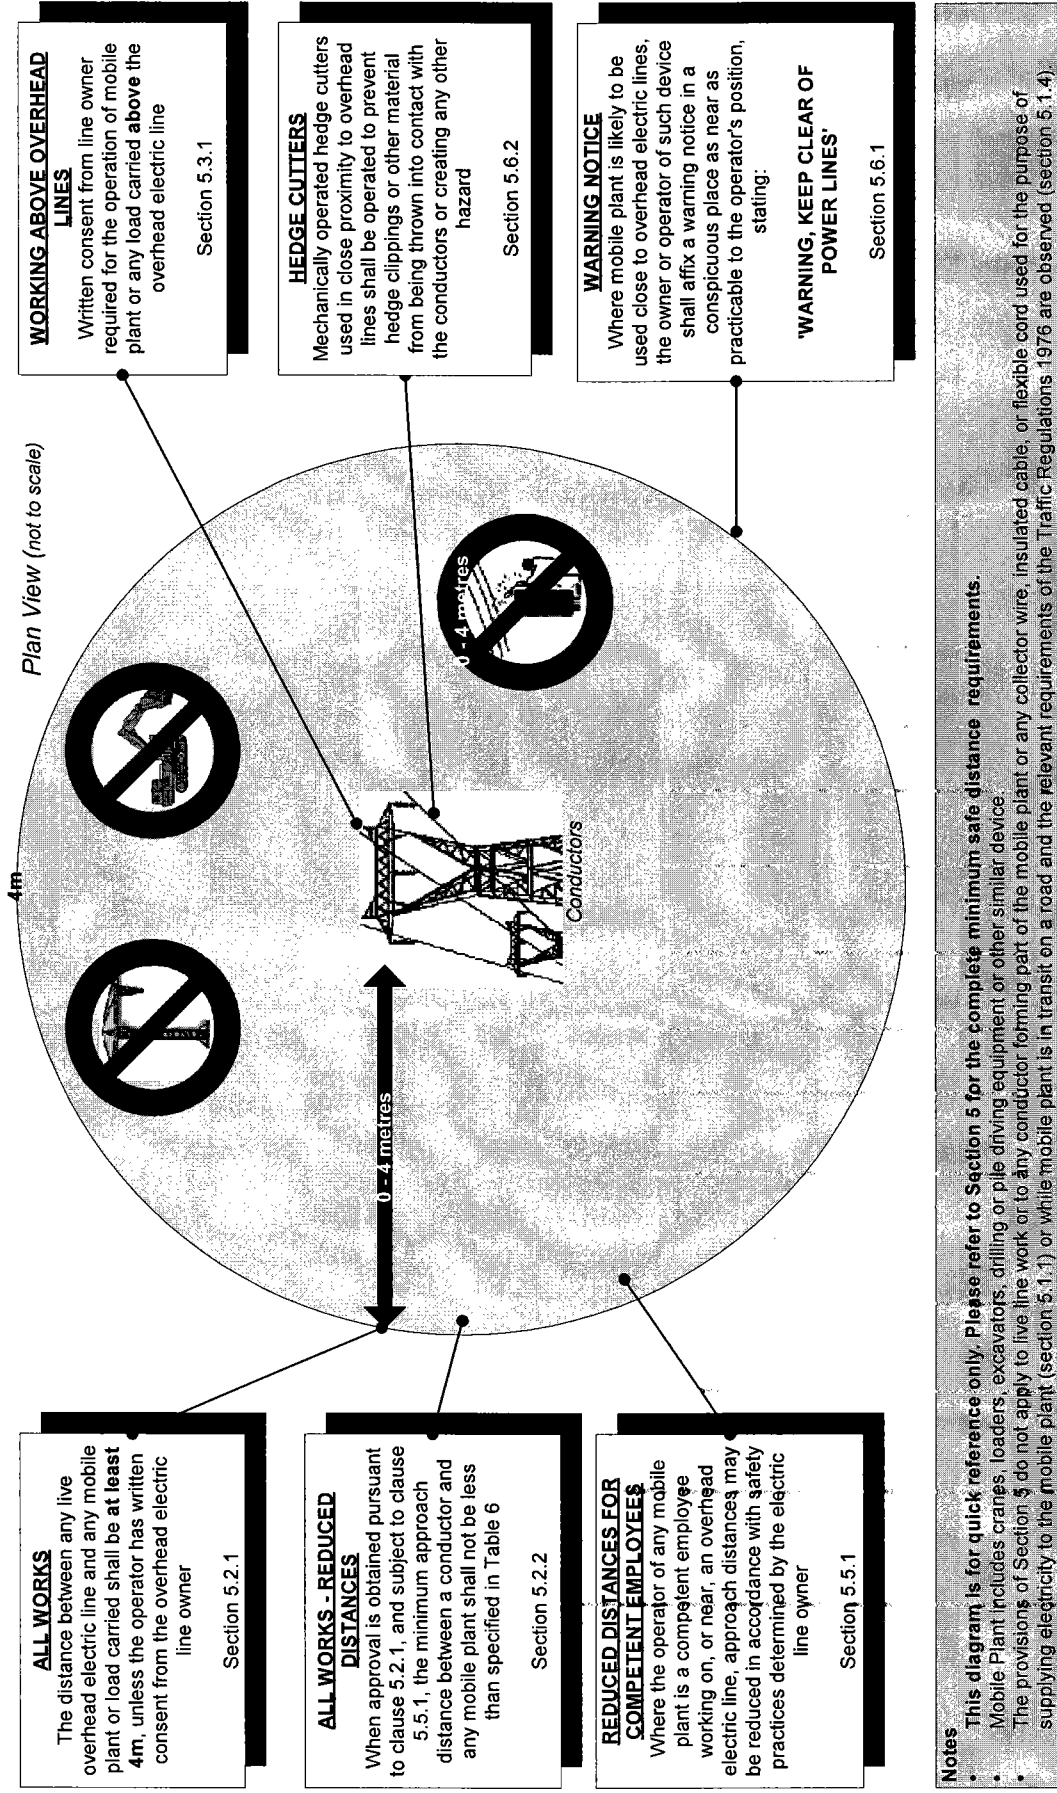 Plan View (not to scale)
4m
ALL WORKS
The distance between any live
overhead electric line and any mobile
plant or load carried shall be at least
4m, unless the operator has written
consent from the overhead electric
line owner
Section 5.2.1
ALL WORKS - REDUCED
DISTANCES
When approval is obtained pursuant
to clause 5.2.1, and subject to clause
5.5.1, the minimum approach
distance between a conductor and
any mobile plant shall not be less
than specified in Table 6
Section 5.2.2
REDUCED DISTANCES FOR
COMPETENT EMPLOYEES
Where the operator of any mobile
plant is a competent employee
working on, or near, an overhead
electric line, approach distances may
be reduced in accordance with safety
practices determined by the electric
line owner
Section 5.5.1
0 - 4 metres
Conductors
0 - 4 metres
WORKING ABOVE OVERHEAD
LINES
Written consent from line owner
required for the operation of mobile
plant or any load carried above the
overhead electric line
Section 5.3.1
HEDGE CUTTERS
Mechanically operated hedge cutters
used in close proximity to overhead
lines shall be operated to prevent
hedge clippings or other material
from being thrown into contact with
the conductors or creating any other
hazard
Section 5.6.2
WARNING NOTICE
Where mobile plant is likely to be
used close to overhead electric lines,
the owner or operator of such device
shall affix a warning notice in a
conspicuous place as near as
practicable to the operator's position,
stating:
'WARNING, KEEP CLEAR OF
POWER LINES'
Section 5.6.1
Notes
• This diagram is for quick reference only. Please refer to Section 5 for the complete minimum safe distance requirements.
• Mobile Plant includes cranes, loaders, excavators, drilling or pile driving equipment or other similar device.
• The provisions of Section 5 do not apply to live line work or to any conductor forming part of the mobile plant or any collector wire, insulated cable, or flexible cord used for the purpose of
supplying electricity to the mobile plant (section 5.1.1) or while mobile plant is in transit on a road and the relevant requirements of the Traffic Regulations 1976 are observed (section 5.1.4).